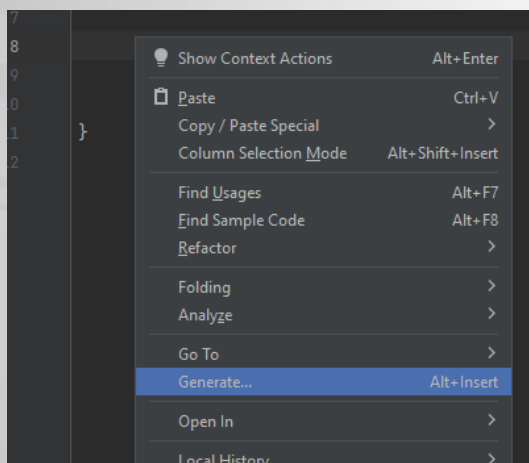 7
8
Show Context Actions Alt+Enter
9
Paste Ctrl+V
10
Copy / Paste Special
11 }
Column Selection Mode Alt+Shift+Insert
12
Find Usages Alt+F7
Find Sample Code Alt+F8
Refactor
Folding
Analyze
Go To
Generate... Alt+Insert
Open In
Local History